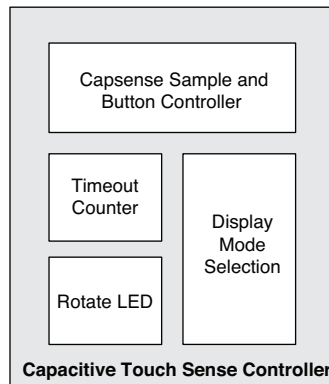 Capsense Sample and
Button Controller
Timeout
Counter
Display
Mode
Selection
Rotate LED
Capacitive Touch Sense Controller